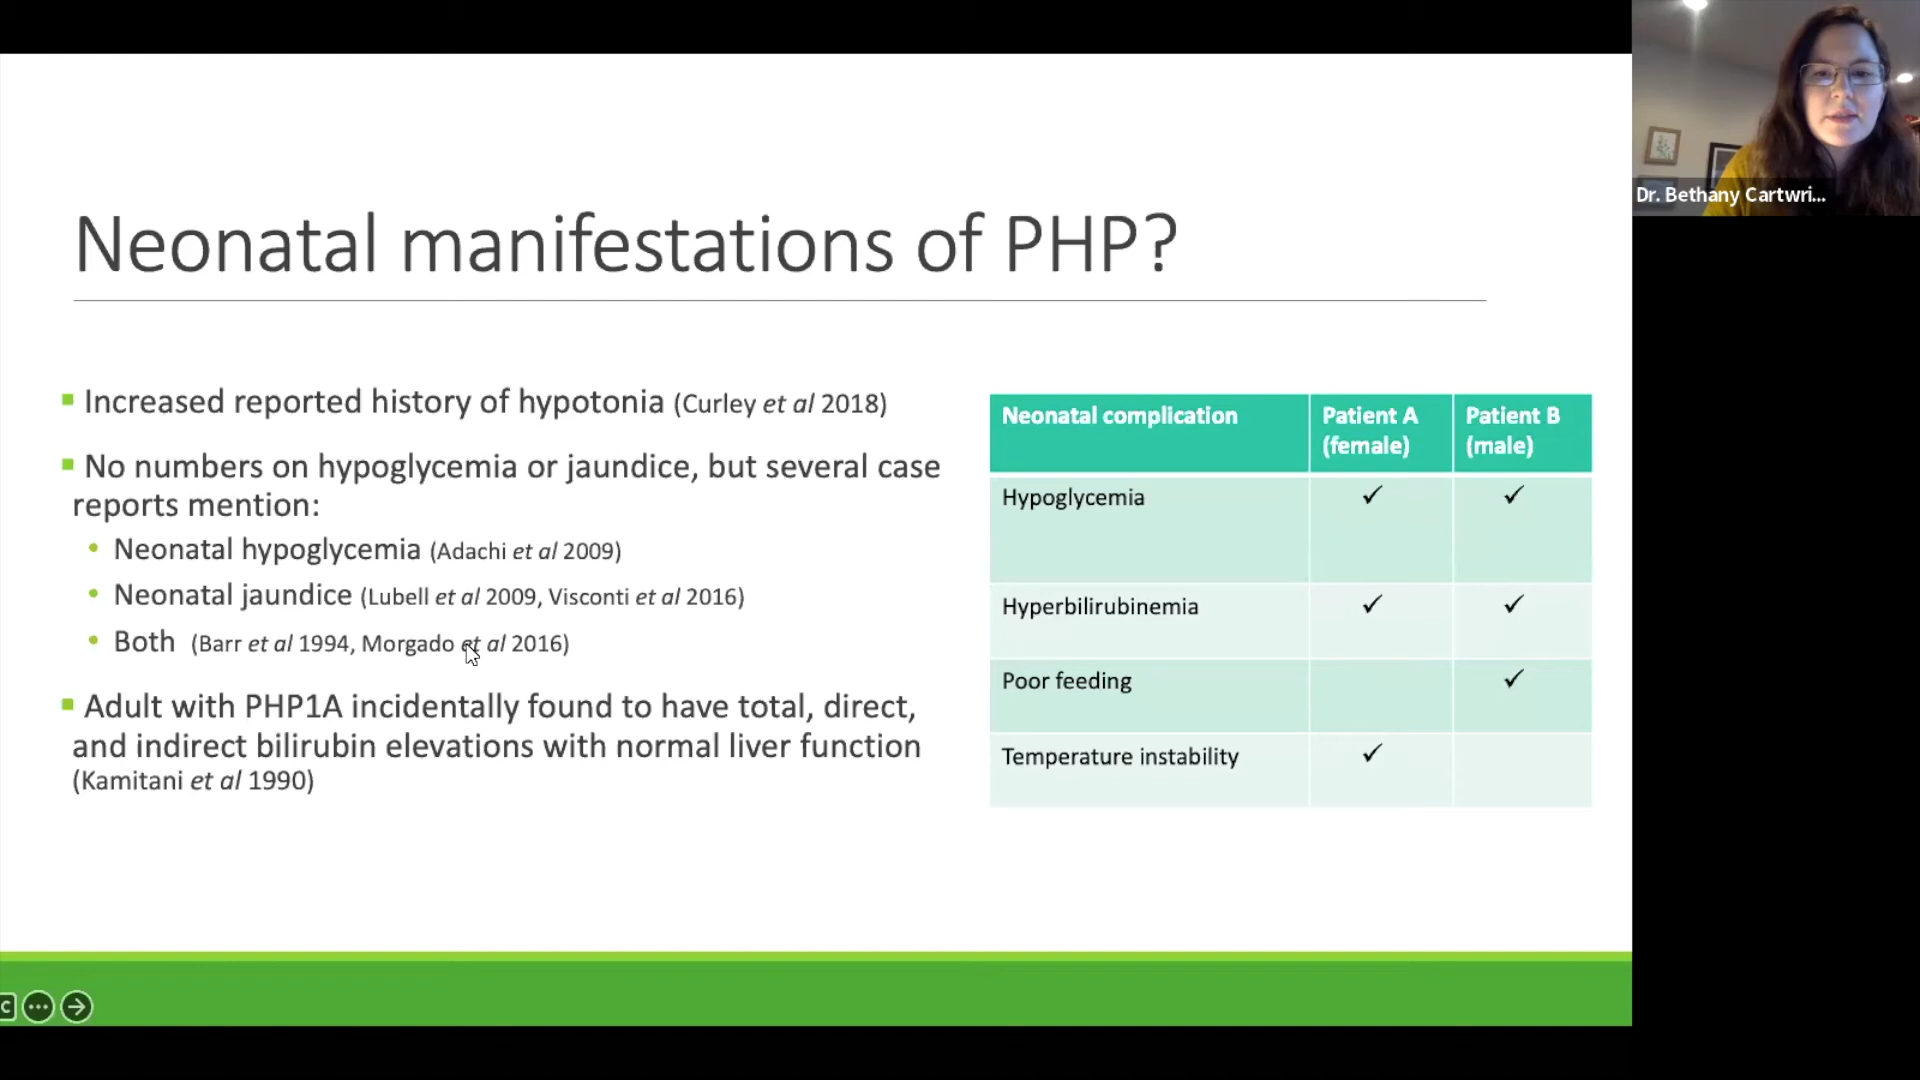 Dr. Bethany Cartwri...
Neonatal manifestations of PHP?
Increased reported history of hypotonia (Curley et al 2018)
No numbers on hypoglycemia or jaundice, but several case
reports mention:
Neonatal hypoglycemia (Adachi et al 2009)
Neonatal jaundice (Lubell et al 2009, Visconti et al 2016)
Both (Barr et al 1994, Morgado et al 2016)
Adult with PHP1A incidentally found to have total, direct,
and indirect bilirubin elevations with normal liver function
(Kamitani et al 1990)
Neonatal complication Patient A Patient B
(female) (male)
Hypoglycemia ✓ ✓
Hyperbilirubinemia ✓ ✓
Poor feeding ✓
Temperature instability ✓